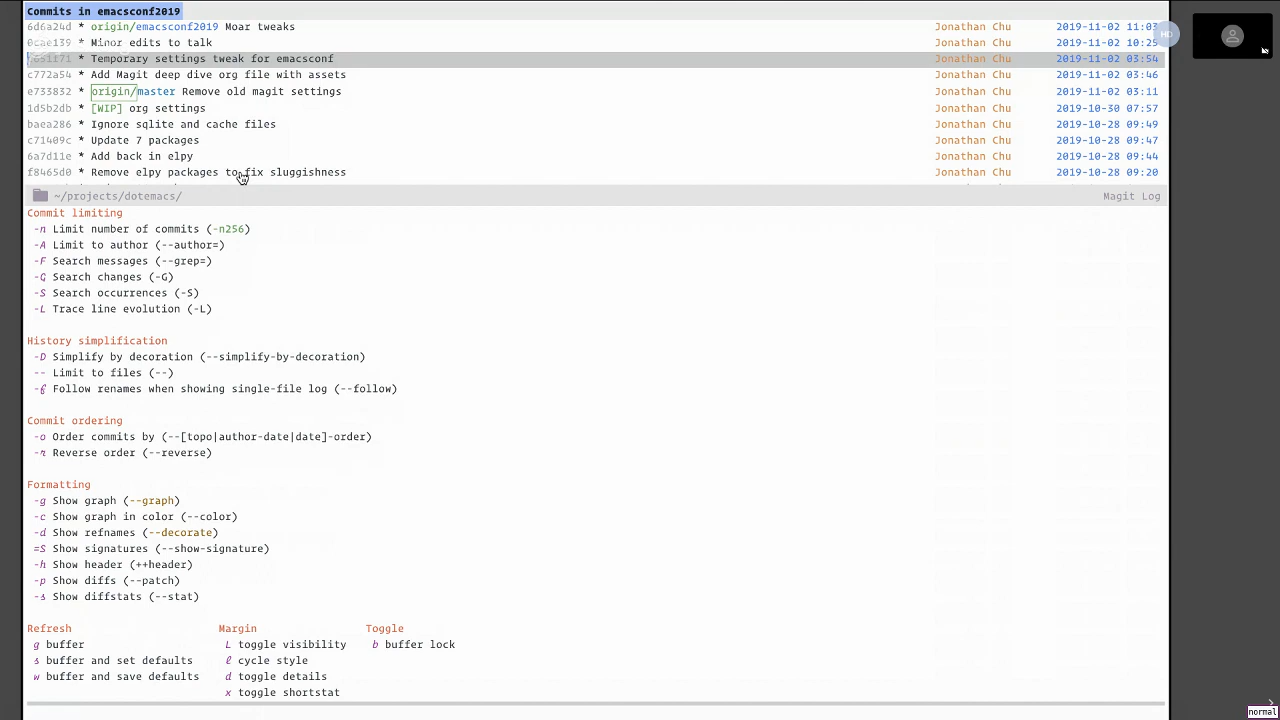 Commits in emacsconf2019
6d6a24d * origin/emacsconf2019 Moar tweaks Jonathan Chu 2019-11-02 11:03
0cae139 * Minor edits to talk Jonathan Chu 2019-11-02 10:25
* Temporary settings tweak for emacsconf Jonathan Chu 2019-11-02 03:54
c772a54 * Add Magit deep dive org file with assets Jonathan Chu 2019-11-02 03:46
e733832 * origin/master Remove old magit settings Jonathan Chu 2019-11-02 03:11
1d5b2db * [WIP] org settings Jonathan Chu 2019-10-30 07:57
baea286 * Ignore sqlite and cache files Jonathan Chu 2019-10-28 09:49
c71409c * Update 7 packages Jonathan Chu 2019-10-28 09:47
6a7d11e * Add back in elpy Jonathan Chu 2019-10-28 09:44
f8465d0 * Remove elpy packages to fix sluggishness Jonathan Chu 2019-10-28 09:20
HD
~/projects/dotemacs/ Magit Log
Commit limiting
-n Limit number of commits (-n256)
-A Limit to author (--author=)
-F Search messages (--grep=)
-G Search changes (-G)
-S Search occurrences (-S)
-L Trace line evolution (-L)
History simplification
-D Simplify by decoration (--simplify-by-decoration)
-- Limit to files (--)
-f Follow renames when showing single-file log (--follow)
Commit ordering
-o Order commits by (--[topo|author-date|date]-order)
-r Reverse order (--reverse)
Formatting
-g Show graph (--graph)
-c Show graph in color (--color)
-d Show refnames (--decorate)
=S Show signatures (--show-signature)
-h Show header (++header)
-p Show diffs (--patch)
-s Show diffstats (--stat)
Refresh Margin Toggle
g buffer L toggle visibility b buffer lock
s buffer and set defaults l cycle style
w buffer and save defaults d toggle details
x toggle shortstat
normal